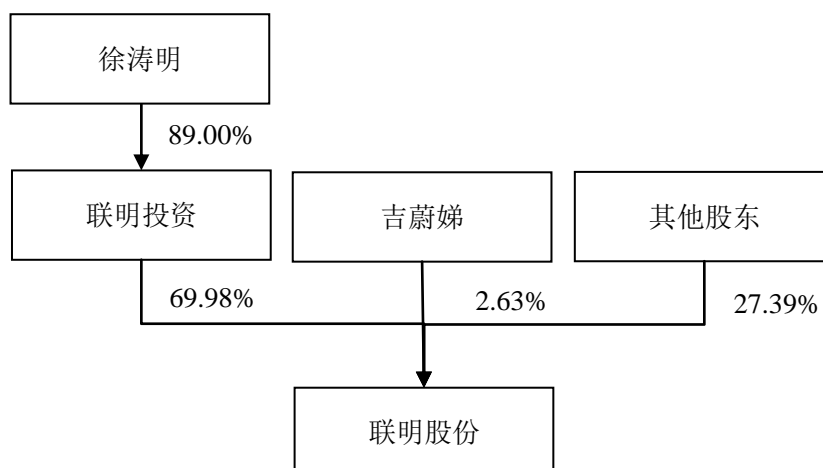 徐涛明
89.00%
联明投资
吉蔚娣
其他股东
69.98%
2.63%
27.39%
联明股份